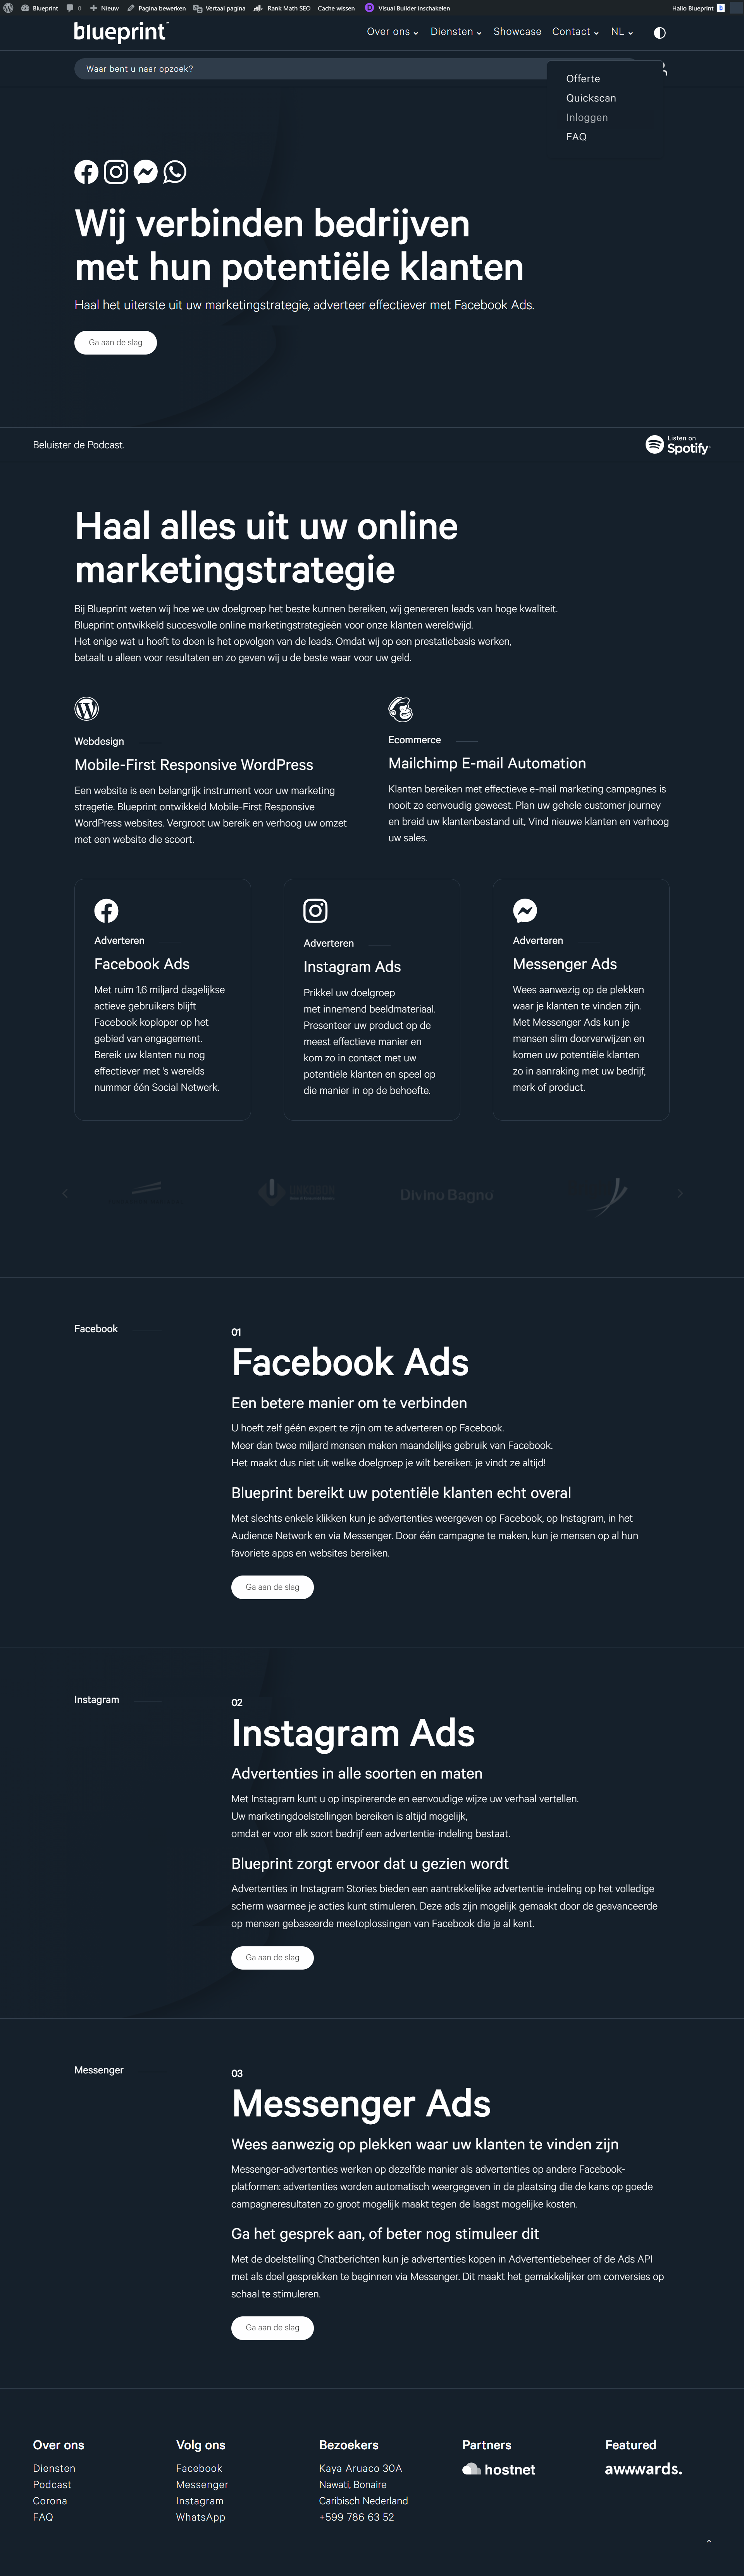 Blueprint 0 Nieuw Pagina bewerken Vertaal pagina Rank Math SEO Cache wissen Visual Builder inschakelen Hallo Blueprint
blueprint™
Over ons Diensten Showcase Contact NL
Waar bent u naar opzoek?
Offerte
Quickscan
Inloggen
FAQ
Wij verbinden bedrijven
met hun potentiële klanten
Haal het uiterste uit uw marketingstrategie, adverteer effectiever met Facebook Ads.
Ga aan de slag
Beluister de Podcast.
Listen on
Spotify
Haal alles uit uw online
marketingstrategie
Bij Blueprint weten wij hoe we uw doelgroep het beste kunnen bereiken, wij genereren leads van hoge kwaliteit.
Blueprint ontwikkeld succesvolle online marketingstrategieën voor onze klanten wereldwijd.
Het enige wat u hoeft te doen is het opvolgen van de leads. Omdat wij op een prestatiebasis werken,
betaalt u alleen voor resultaten en zo geven wij u de beste waar voor uw geld.
Webdesign
Mobile-First Responsive WordPress
Een website is een belangrijk instrument voor uw marketing
stragetie. Blueprint ontwikkeld Mobile-First Responsive
WordPress websites. Vergroot uw bereik en verhoog uw omzet
met een website die scoort.
Ecommerce
Mailchimp E-mail Automation
Klanten bereiken met effectieve e-mail marketing campagnes is
nooit zo eenvoudig geweest. Plan uw gehele customer journey
en breid uw klantenbestand uit, Vind nieuwe klanten en verhoog
uw sales.
Adverteren
Facebook Ads
Met ruim 1,6 miljard dagelijkse
actieve gebruikers blijft
Facebook koploper op het
gebied van engagement.
Bereik uw klanten nu nog
effectiever met 's werelds
nummer één Social Netwerk.
Adverteren
Instagram Ads
Prikkel uw doelgroep
met innemend beeldmateriaal.
Presenteer uw product op de
meest effectieve manier en
kom zo in contact met uw
potentiële klanten en speel op
die manier in op de behoefte.
Adverteren
Messenger Ads
Wees aanwezig op de plekken
waar je klanten te vinden zijn.
Met Messenger Ads kun je
mensen slim doorverwijzen en
komen uw potentiële klanten
zo in aanraking met uw bedrijf,
merk of product.
Divino Bagno
Facebook
01
Facebook Ads
Een betere manier om te verbinden
U hoeft zelf géén expert te zijn om te adverteren op Facebook.
Meer dan twee miljard mensen maken maandelijks gebruik van Facebook.
Het maakt dus niet uit welke doelgroep je wilt bereiken: je vindt ze altijd!
Blueprint bereikt uw potentiële klanten echt overal
Met slechts enkele klikken kun je advertenties weergeven op Facebook, op Instagram, in het
Audience Network en via Messenger. Door één campagne te maken, kun je mensen op al hun
favoriete apps en websites bereiken.
Ga aan de slag
Instagram
02
Instagram Ads
Advertenties in alle soorten en maten
Met Instagram kunt u op inspirerende en eenvoudige wijze uw verhaal vertellen.
Uw marketingdoelstellingen bereiken is altijd mogelijk,
omdat er voor elk soort bedrijf een advertentie-indeling bestaat.
Blueprint zorgt ervoor dat u gezien wordt
Advertenties in Instagram Stories bieden een aantrekkelijke advertentie-indeling op het volledige
scherm waarmee je acties kunt stimuleren. Deze ads zijn mogelijk gemaakt door de geavanceerde
op mensen gebaseerde meetoplossingen van Facebook die je al kent.
Ga aan de slag
Messenger
03
Messenger Ads
Wees aanwezig op plekken waar uw klanten te vinden zijn
Messenger-advertenties werken op dezelfde manier als advertenties op andere Facebook-
platformen: advertenties worden automatisch weergegeven in de plaatsing die de kans op goede
campagneresultaten zo groot mogelijk maakt tegen de laagst mogelijke kosten.
Ga het gesprek aan, of beter nog stimuleer dit
Met de doelstelling Chatberichten kun je advertenties kopen in Advertentiebeheer of de Ads API
met als doel gesprekken te beginnen via Messenger. Dit maakt het gemakkelijker om conversies op
schaal te stimuleren.
Ga aan de slag
Over ons
Diensten
Podcast
Corona
FAQ
Volg ons
Facebook
Messenger
Instagram
WhatsApp
Bezoekers
Kaya Aruaco 30A
Nawati, Bonaire
Caribisch Nederland
+599 786 63 52
Partners
hostnet
Featured
awwwards.